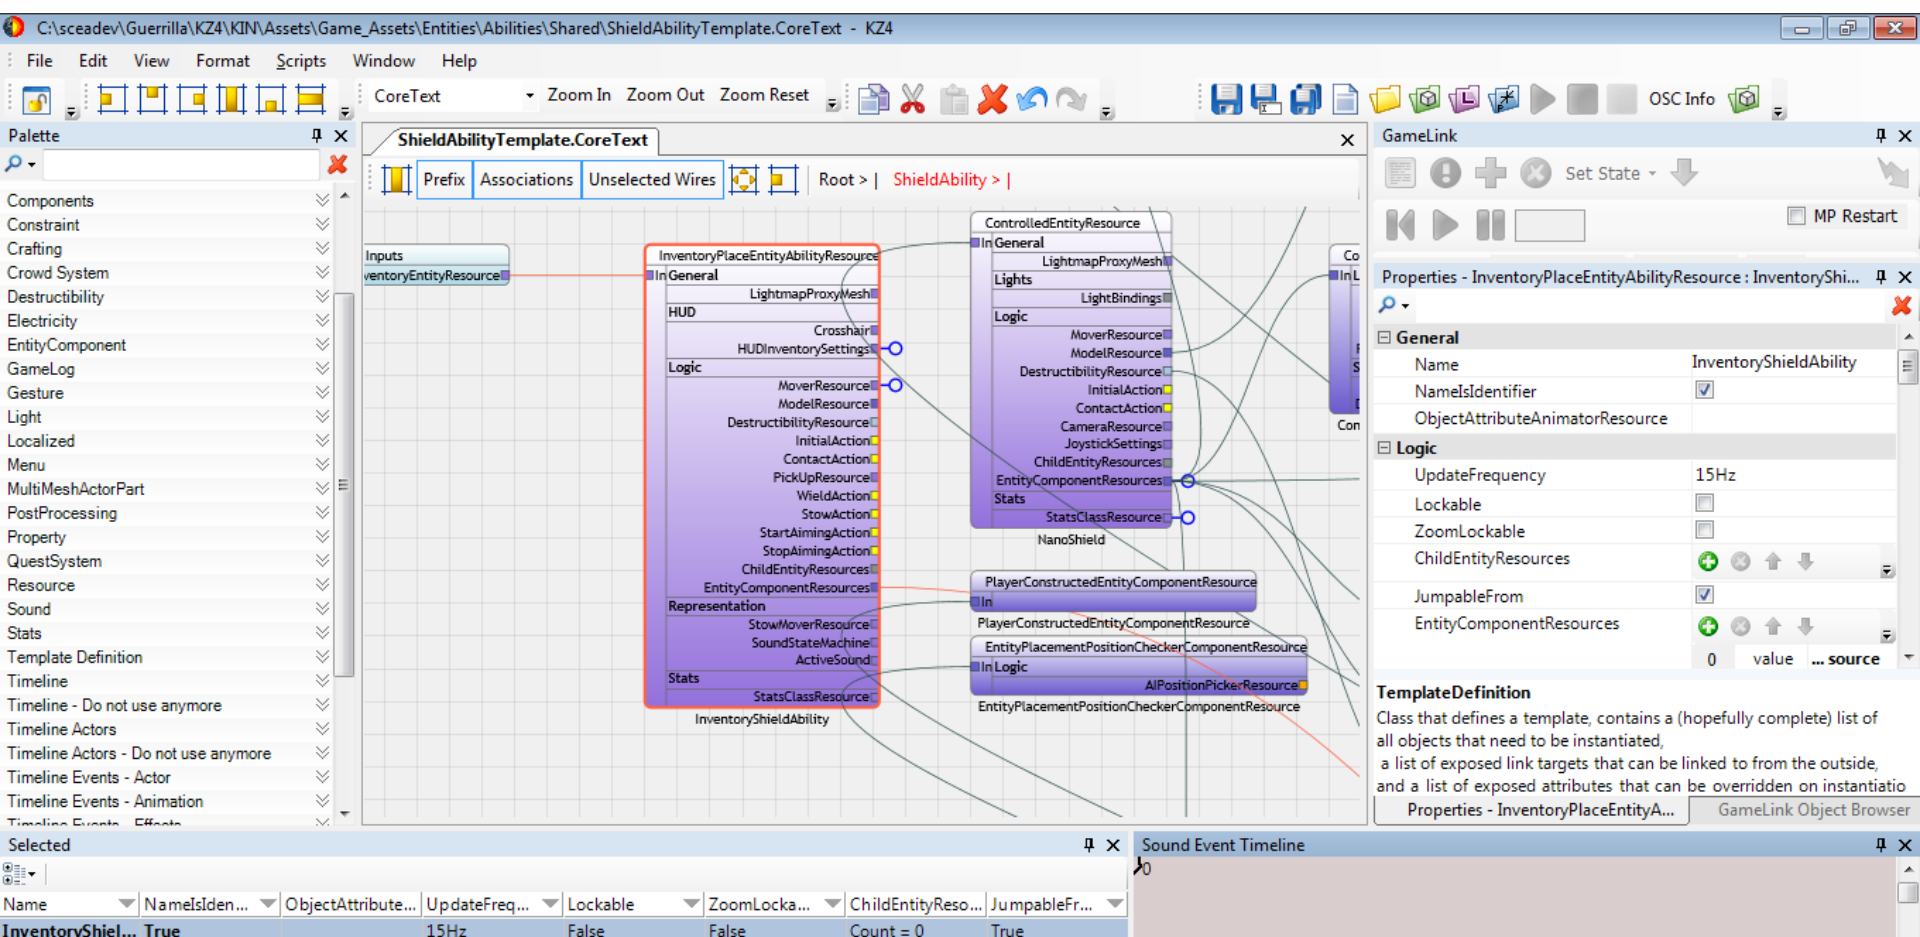 C:\sceadev\Guerrilla\KZ4\KIN\Assets\Game_Assets\Entities\Abilities\Shared\ShieldAbilityTemplate.CoreText - KZ4
File Edit View Format Scripts Window Help
CoreText Zoom In Zoom Out Zoom Reset OSC Info
Palette
Components
Constraint
Crafting
Crowd System
Destructibility
Electricity
EntityComponent
GameLog
Gesture
Light
Localized
Menu
MultiMeshActorPart
PostProcessing
Property
QuestSystem
Resource
Sound
Stats
Template Definition
Timeline
Timeline - Do not use anymore
Timeline Actors
Timeline Actors - Do not use anymore
Timeline Events - Actor
Timeline Events - Animation
Timeline Events - Effects
ShieldAbilityTemplate.CoreText
Prefix Associations Unselected Wires Root > | ShieldAbility > |
Inputs
ventoryEntityResource
InventoryPlaceEntityAbilityResource
In General
LightmapProxyMesh
HUD
Crosshair
HUDInventorySettings
Logic
MoverResource
ModelResource
DestructibilityResource
InitialAction
ContactAction
PickUpResource
WieldAction
StowAction
StartAimingAction
StopAimingAction
ChildEntityResources
EntityComponentResources
Representation
StowMoverResource
SoundStateMachine
ActiveSound
Stats
StatsClassResource
InventoryShieldAbility
ControlledEntityResource
In General
LightmapProxyMesh
Lights
LightBindings
Logic
MoverResource
ModelResource
DestructibilityResource
InitialAction
ContactAction
CameraResource
JoystickSettings
ChildEntityResources
EntityComponentResources
Stats
StatsClassResource
NanoShield
PlayerConstructedEntityComponentResource
In
PlayerConstructedEntityComponentResource
EntityPlacementPositionCheckerComponentResource
In Logic
AIPositionPickerResource
EntityPlacementPositionCheckerComponentResource
Co
In L
Con
GameLink
Set State
MP Restart
Properties - InventoryPlaceEntityAbilityResource : InventoryShi...
General
Name InventoryShieldAbility
NameIsIdentifier
ObjectAttributeAnimatorResource
Logic
UpdateFrequency 15Hz
Lockable
ZoomLockable
ChildEntityResources
JumpableFrom
EntityComponentResources
0 value ... source
TemplateDefinition
Class that defines a template, contains a (hopefully complete) list of
all objects that need to be instantiated,
a list of exposed link targets that can be linked to from the outside,
and a list of exposed attributes that can be overridden on instantiatio
Properties - InventoryPlaceEntityA... GameLink Object Browser
Selected
Name NameIsIden... ObjectAttribute... UpdateFreq... Lockable ZoomLocka... ChildEntityReso... JumpableFr...
InventoryShiel... True 15Hz False False Count = 0 True
Sound Event Timeline
0